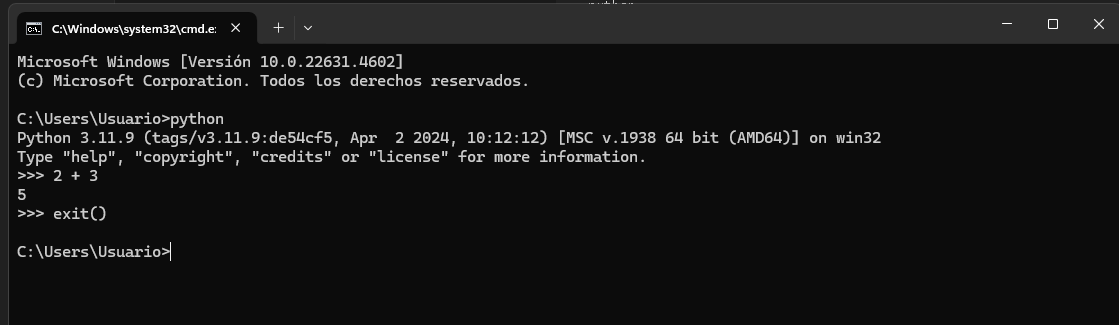 python
C:\Windows\system32\cmd.e:
Microsoft Windows [Versión 10.0.22631.4602]
(c) Microsoft Corporation. Todos los derechos reservados.
C:\Users\Usuario>python
Python 3.11.9 (tags/v3.11.9:de54cf5, Apr  2 2024, 10:12:12) [MSC v.1938 64 bit (AMD64)] on win32
Type "help", "copyright", "credits" or "license" for more information.
>>> 2 + 3
5
>>> exit()
C:\Users\Usuario>